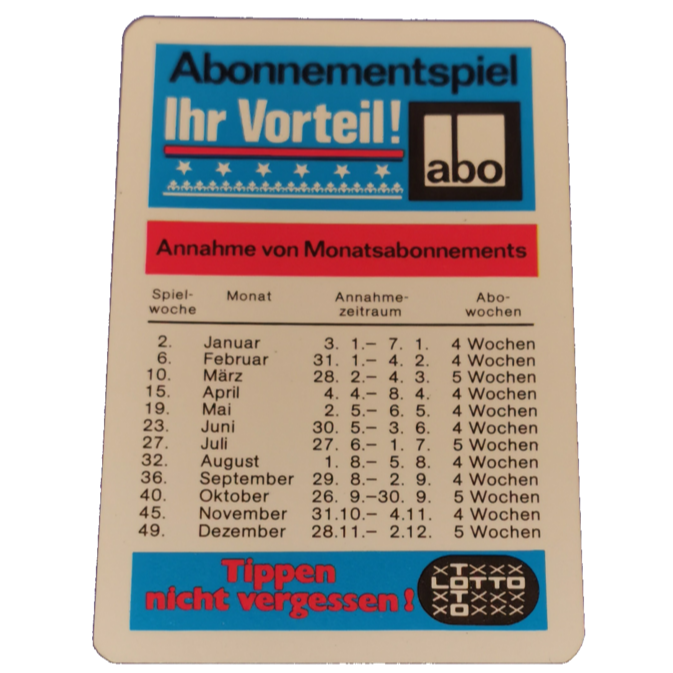 Abonnementspiel
Ihr Vorteil!
abo
Annahme von Monatsabonnements
Spiel- Monat Annahme- Abo-
woche zeitraum wochen
2. Januar 3. 1.– 7. 1. 4 Wochen
6. Februar 31. 1.– 4. 2. 4 Wochen
10. März 28. 2.– 4. 3. 5 Wochen
15. April 4. 4.– 8. 4. 4 Wochen
19. Mai 2. 5.– 6. 5. 4 Wochen
23. Juni 30. 5.– 3. 6. 4 Wochen
27. Juli 27. 6.– 1. 7. 5 Wochen
32. August 1. 8.– 5. 8. 4 Wochen
36. September 29. 8.– 2. 9. 4 Wochen
40. Oktober 26. 9.–30. 9. 5 Wochen
45. November 31.10.– 4.11. 4 Wochen
49. Dezember 28.11.– 2.12. 5 Wochen
Tippen
nicht vergessen!
LOTTO
TOTO